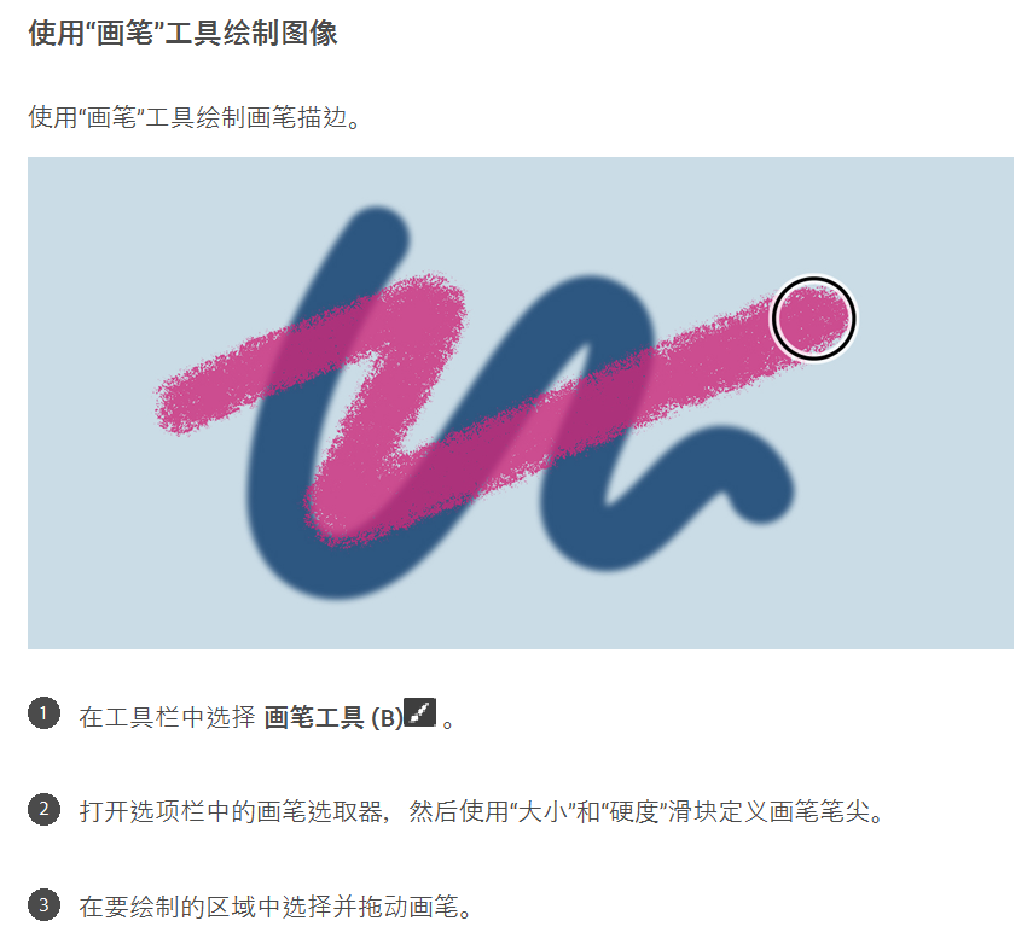 使用“画笔”工具绘制图像
使用“画笔”工具绘制画笔描边。
1 在工具栏中选择 画笔工具 (B) 。
2 打开选项栏中的画笔选取器，然后使用“大小”和“硬度”滑块定义画笔笔尖。
3 在要绘制的区域中选择并拖动画笔。